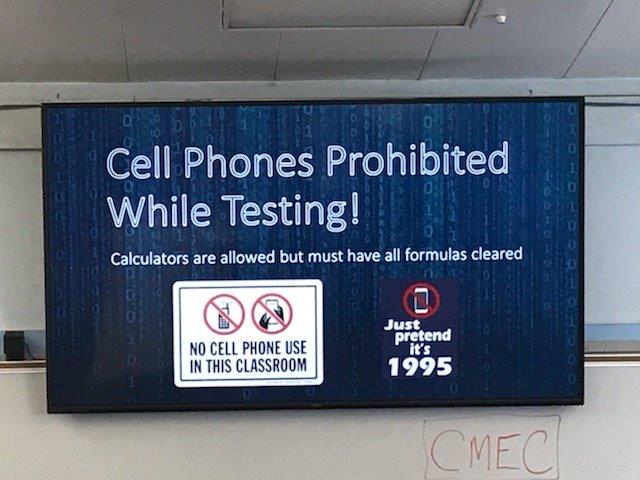 Cell Phones Prohibited
While Testing!
Calculators are allowed but must have all formulas cleared
NO CELL PHONE USE
IN THIS CLASSROOM
Just
pretend
it's
1995
CMEC